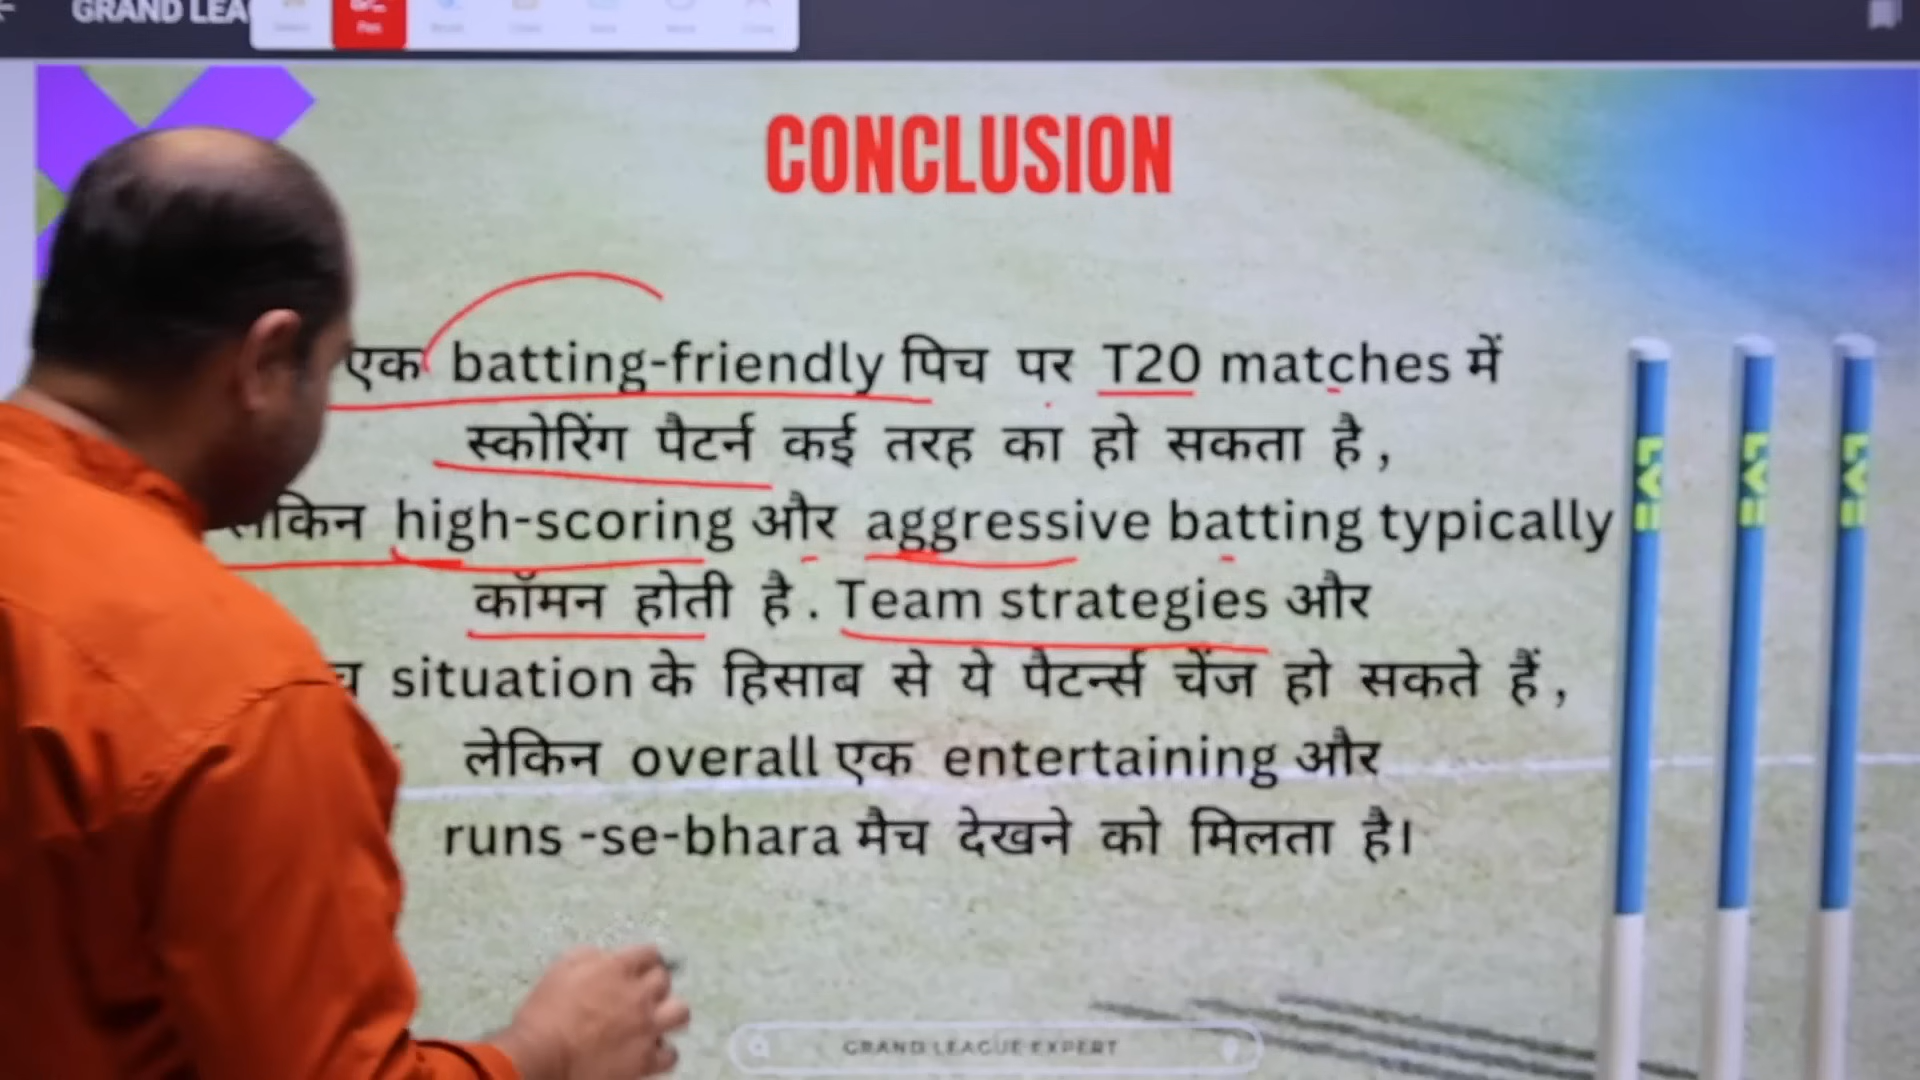 GRAND LEA
Pen
CONCLUSION
एक batting-friendly पिच पर T20 matches में
स्कोरिंग पैटर्न कई तरह का हो सकता है,
लेकिन high-scoring और aggressive batting typically
कॉमन होती है. Team strategies और
situation के हिसाब से ये पैटर्न्स चेंज हो सकते हैं,
लेकिन overall एक entertaining और
runs -se-bhara मैच देखने को मिलता है।
GRAND LEAGUE EXPERT